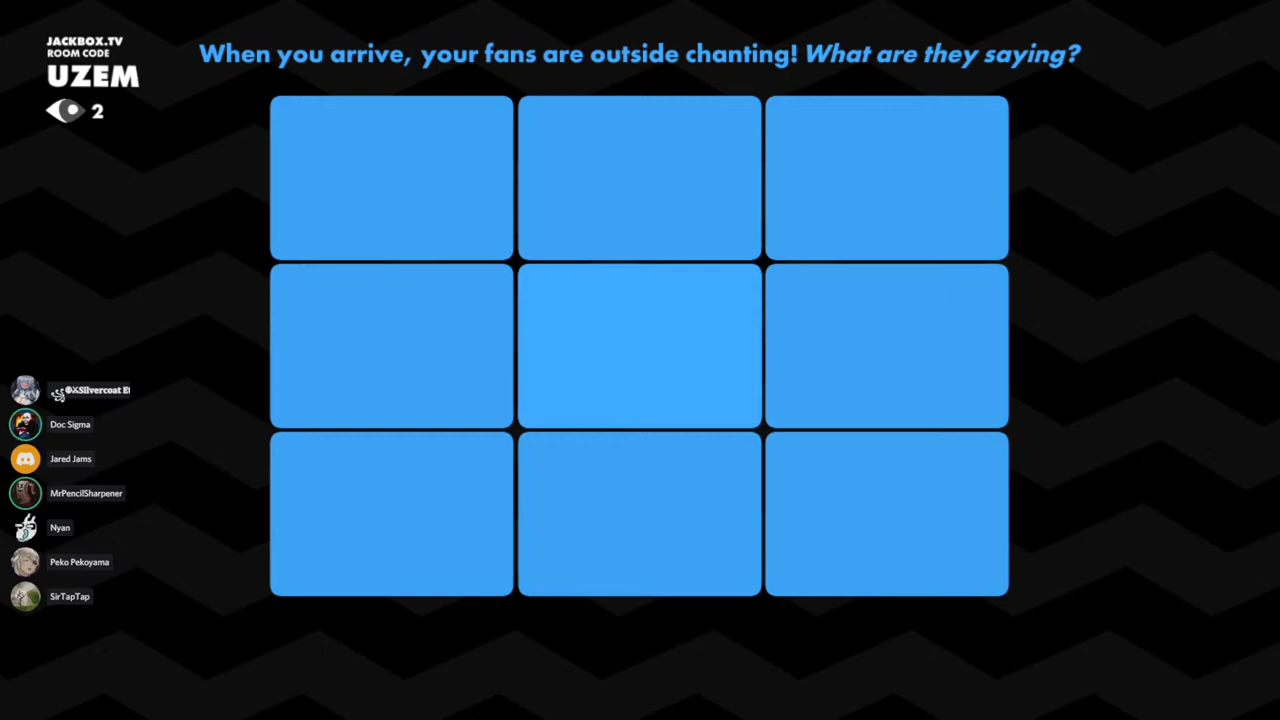 JACKBOX.TV
ROOM CODE
UZEM
2
When you arrive, your fans are outside chanting! What are they saying?
Silvercoat
Doc Sigma
Jared Jams
MrPencilSharpener
Nyan
Peko Pekoyama
SirTapTap